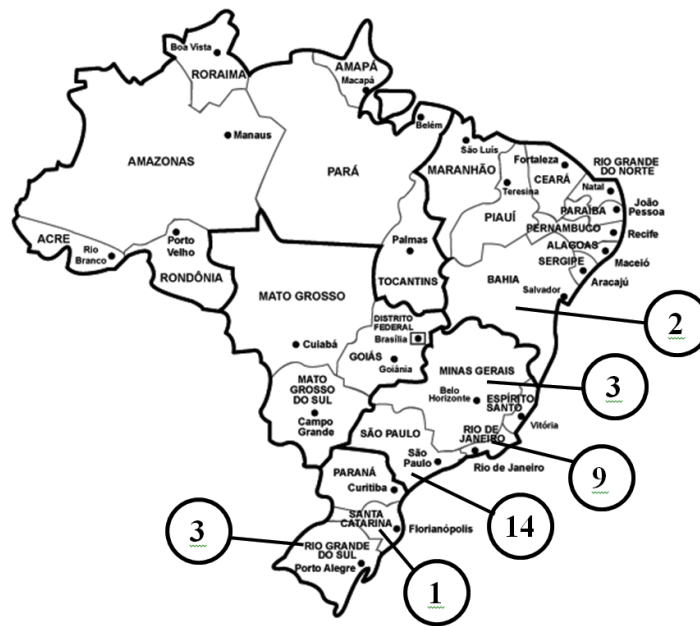 Boa Vista
RORAIMA
AMAPÁ
Macapá
Belém
Manaus
AMAZONAS
PARÁ
São Luís
MARANHÃO
Teresina
PIAUÍ
Fortaleza
CEARÁ
RIO GRANDE
DO NORTE
Natal
PARAÍBA
João
Pessoa
PERNAMBUCO
Recife
ALAGOAS
Maceió
SERGIPE
Aracajú
ACRE
Rio
Branco
Porto
Velho
RONDÔNIA
Palmas
TOCANTINS
BAHIA
Salvador
2
MATO GROSSO
Cuiabá
DISTRITO
FEDERAL
Brasília
GOIÁS
Goiânia
MINAS GERAIS
Belo
Horizonte
3
ESPÍRITO
SANTO
Vitória
MATO
GROSSO
DO SUL
Campo
Grande
SÃO PAULO
São
Paulo
RIO DE
JANEIRO
Rio de Janeiro
9
PARANÁ
Curitiba
14
SANTA
CATARINA
Florianópolis
3
RIO GRANDE
DO SUL
Porto Alegre
1